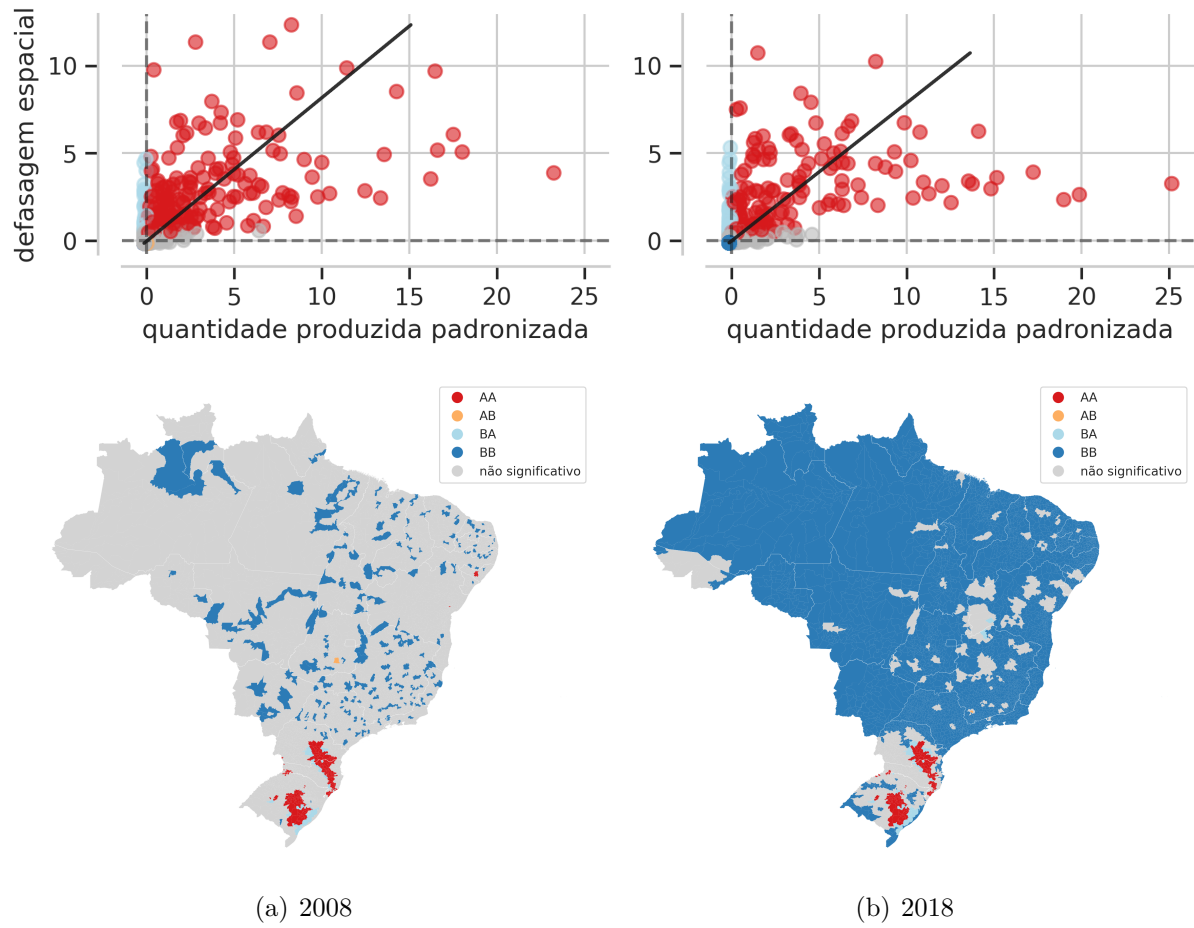 defasagem espacial
10
5
0
0 5 10 15 20 25
quantidade produzida padronizada
10
5
0
0 5 10 15 20 25
quantidade produzida padronizada
AA
AB
BA
BB
não significativo
AA
AB
BA
BB
não significativo
(a) 2008
(b) 2018